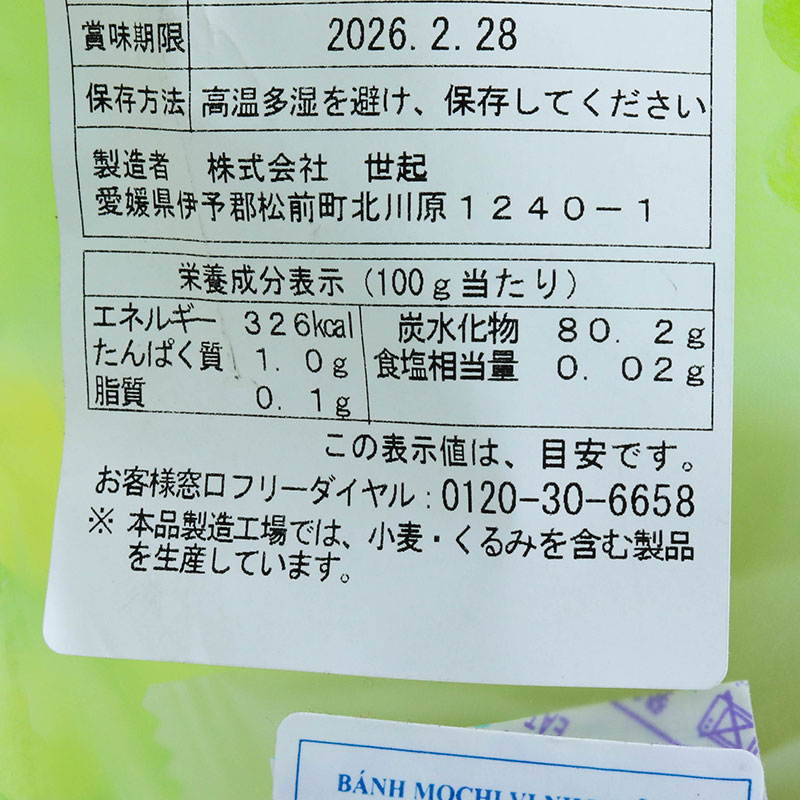 賞味期限 2026.2.28
保存方法 高温多湿を避け、保存してください
製造者 株式会社 世起
愛媛県伊予郡松前町北川原1240-1
栄養成分表示(100g当たり)
エネルギー 326kcal 炭水化物 80.2g
たんぱく質 1.0g 食塩相当量 0.02g
脂質 0.1g
この表示値は、目安です。
お客様窓口フリーダイヤル:0120-30-6658
※ 本品製造工場では、小麦・くるみを含む製品
を生産しています。
BÁNH MOCHI VỊ